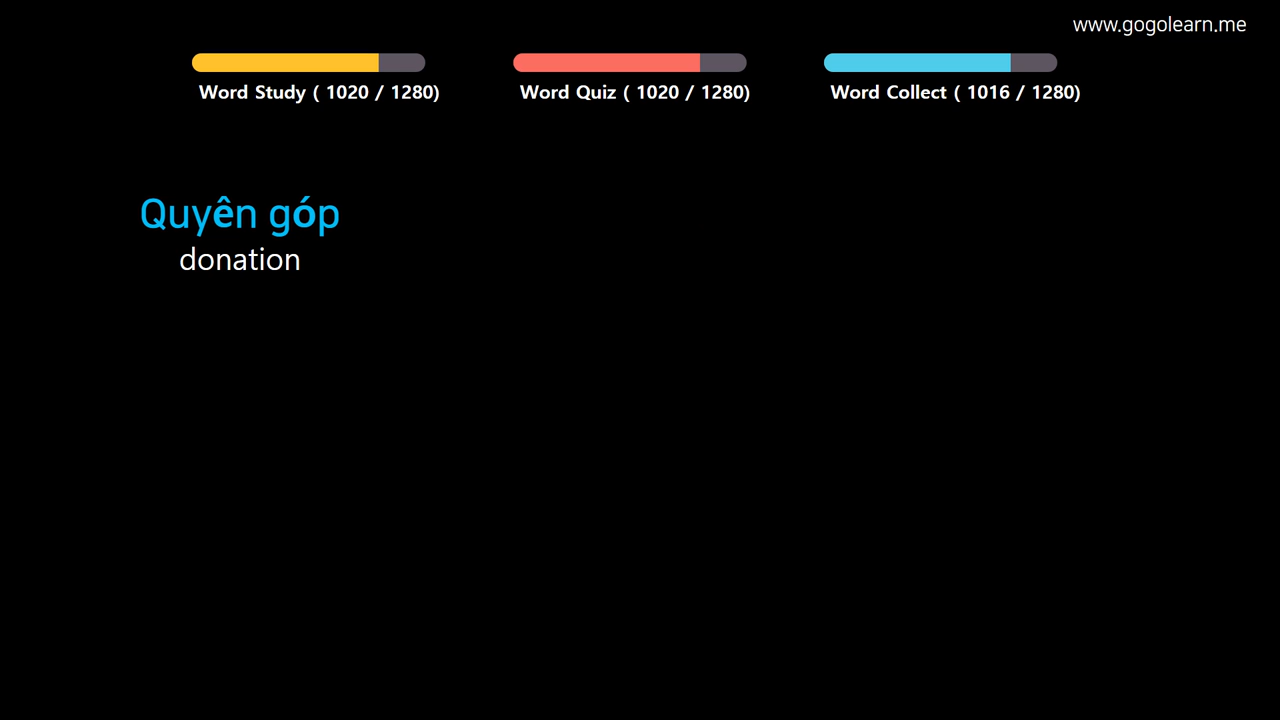 www.gogolearn.me
Word Study ( 1020 / 1280)
Word Quiz ( 1020 / 1280)
Word Collect ( 1016 / 1280)
Quyên góp
donation